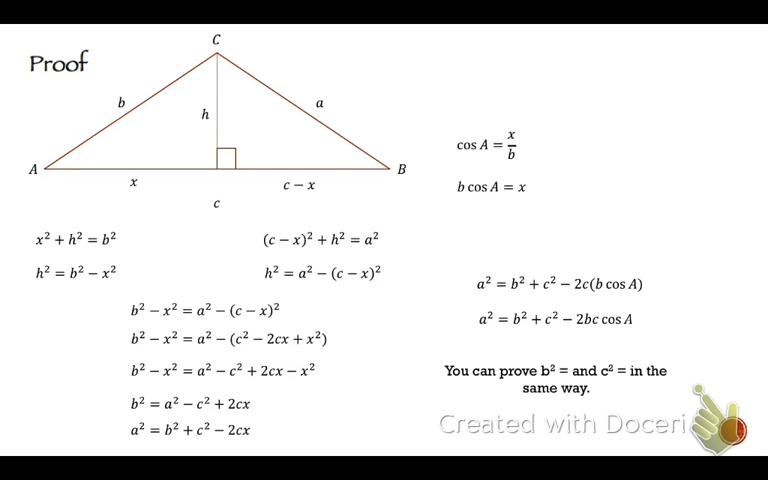 Proof
C
b
a
h
A
B
x
c − x
c
cos A = x/b
b cos A = x
x² + h² = b²
h² = b² − x²
(c − x)² + h² = a²
h² = a² − (c − x)²
b² − x² = a² − (c − x)²
b² − x² = a² − (c² − 2cx + x²)
b² − x² = a² − c² + 2cx − x²
b² = a² − c² + 2cx
a² = b² + c² − 2cx
a² = b² + c² − 2c(b cos A)
a² = b² + c² − 2bc cos A
You can prove b² = and c² = in the
same way.
Created with Doceri